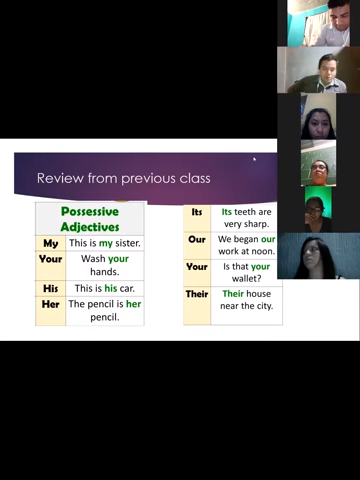 Review from previous class
Possessive
Adjectives
My This is my sister.
Your Wash your
hands.
His This is his car.
Her The pencil is her
pencil.
Its Its teeth are
very sharp.
Our We began our
work at noon.
Your Is that your
wallet?
Their Their house
near the city.